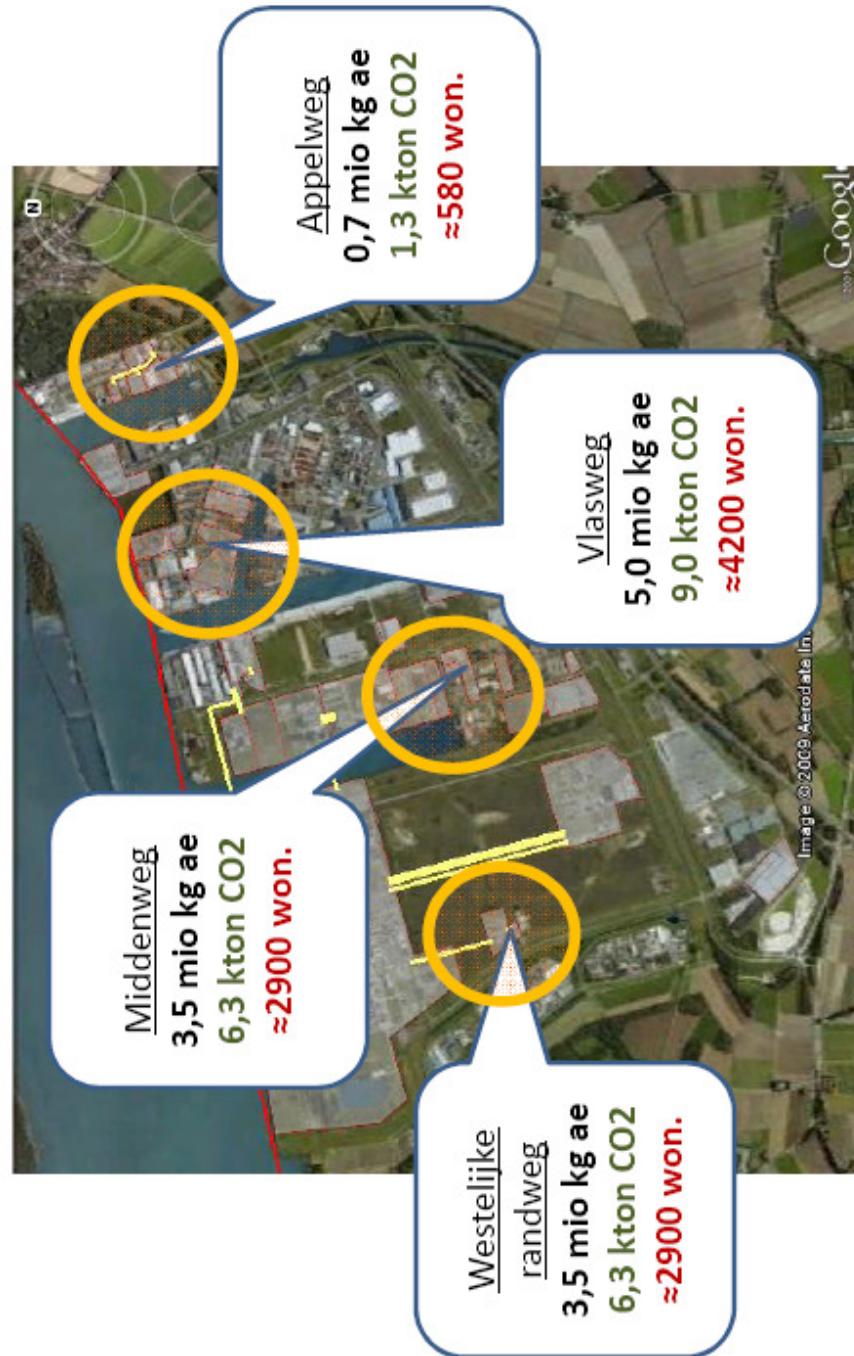 Appelweg
0,7 mio kg ae
1,3 kton CO2
≈580 won.
Middenweg
3,5 mio kg ae
6,3 kton CO2
≈2900 won.
Vlasweg
5,0 mio kg ae
9,0 kton CO2
≈4200 won.
Westelijke
randweg
3,5 mio kg ae
6,3 kton CO2
≈2900 won.
N
Image © 2009 Aerodata In
Google